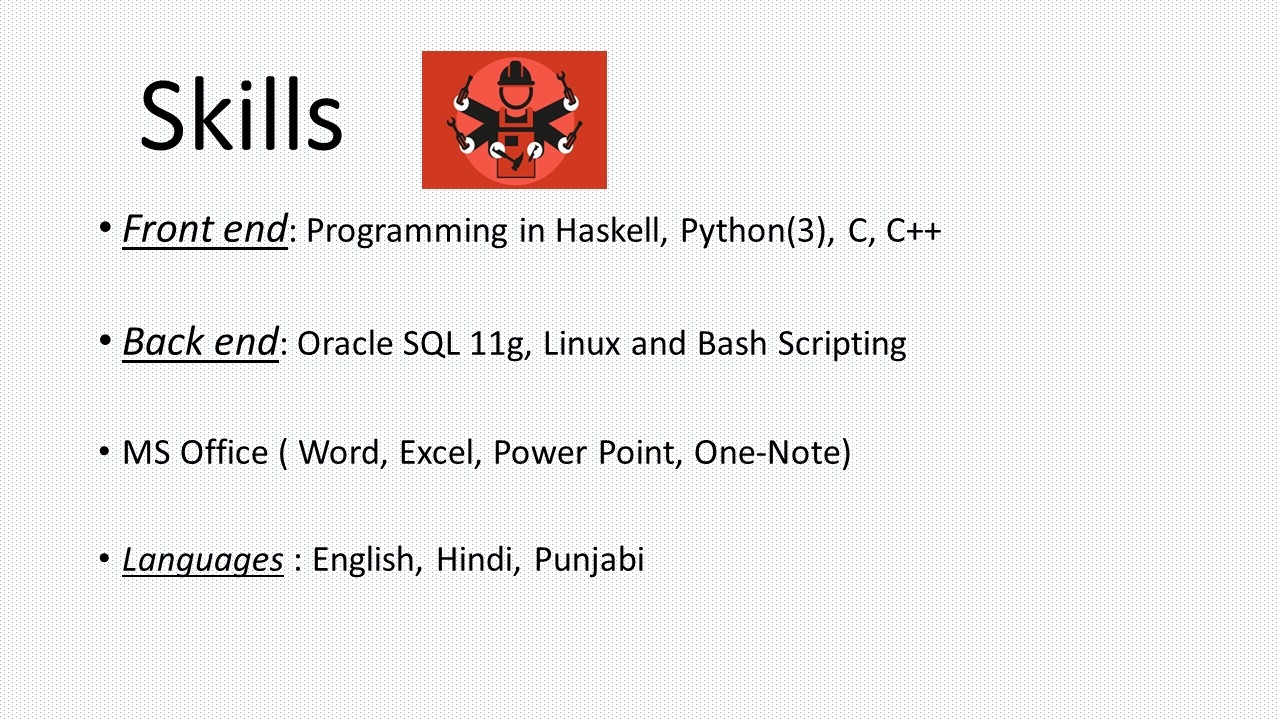 Skills
• Front end: Programming in Haskell, Python(3), C, C++
• Back end: Oracle SQL 11g, Linux and Bash Scripting
• MS Office ( Word, Excel, Power Point, One-Note)
• Languages : English, Hindi, Punjabi